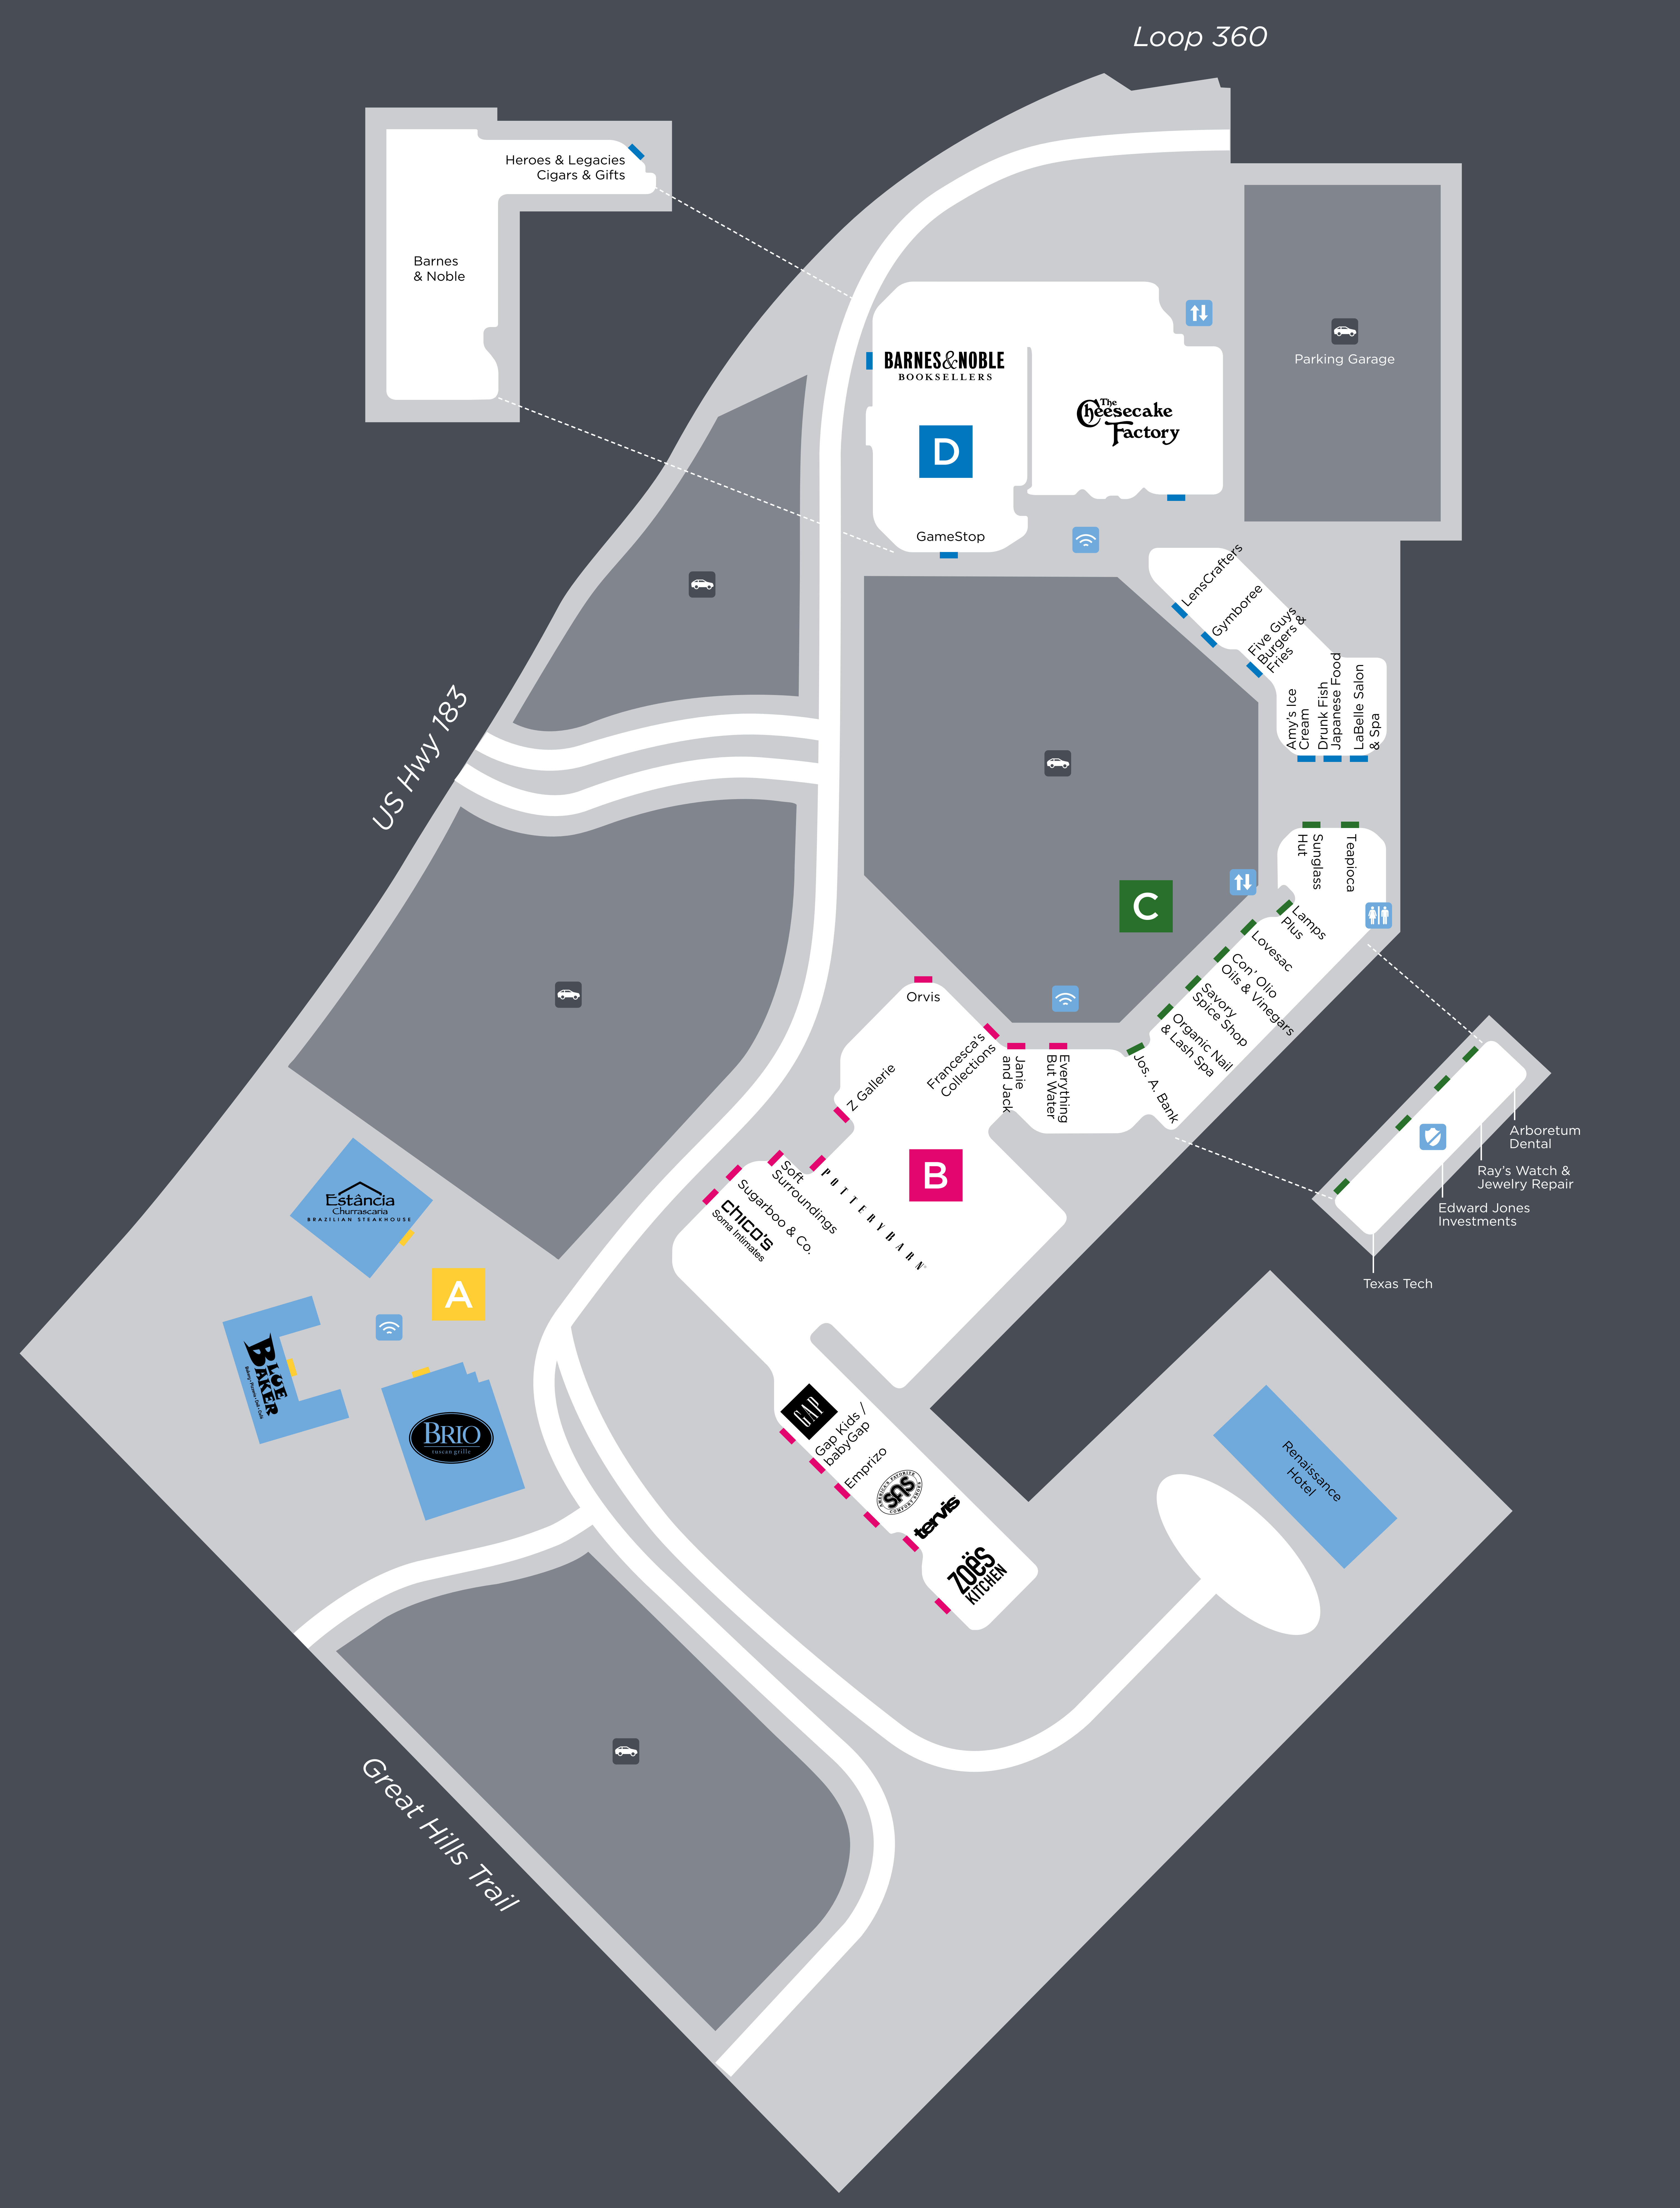 Loop 360
Heroes & Legacies
Cigars & Gifts
Barnes
& Noble
BARNES&NOBLE
BOOKSELLERS
The
Cheesecake
Factory
Parking Garage
D
GameStop
LensCrafters
Gymboree
Five Guys
Burgers &
Fries
Amy's Ice
Cream
Drunk Fish
Japanese Food
LaBelle Salon
& Spa
US Hwy 183
Sunglass
Hut
Teapioca
C
Lamps
Plus
Lovesac
Con' Olio
Oils & Vinegars
Savory
Spice Shop
Organic Nail
& Lash Spa
Jos. A. Bank
Orvis
Francesca's
Collections
Janie
and Jack
Everything
But Water
Z Gallerie
B
POTTERYBARN
Soft
Surroundings
Sugarboo & Co.
chico's
Soma Intimates
Arboretum
Dental
Ray's Watch &
Jewelry Repair
Edward Jones
Investments
Texas Tech
Estância
Churrascaria
BRAZILIAN STEAKHOUSE
A
BLUE
BAKER
BRIO
tuscan grille
GAP
Gap Kids /
babyGap
Emprizo
SAS
tervis
ZOËS
KITCHEN
Renaissance
Hotel
Great Hills Trail